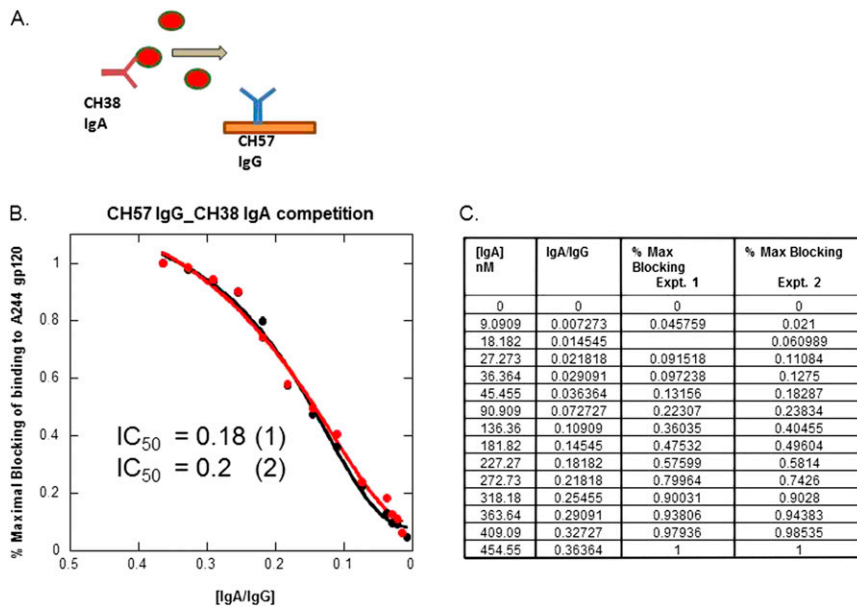 A.
CH38
IgA
CH57
IgG
B.
CH57 IgG_CH38 IgA competition
% Maximal Blocking of binding to A244 gp120
1
0.8
0.6
0.4
0.2
0
IC50 = 0.18 (1)
IC50 = 0.2 (2)
0.5 0.4 0.3 0.2 0.1 0
[IgA/IgG]
C.
[IgA] nM IgA/IgG % Max Blocking Expt. 1 % Max Blocking Expt. 2
0 0 0 0
9.0909 0.007273 0.045759 0.021
18.182 0.014545 0.060989
27.273 0.021818 0.091518 0.11084
36.364 0.029091 0.097238 0.1275
45.455 0.036364 0.13156 0.18287
90.909 0.072727 0.22307 0.23834
136.36 0.10909 0.36035 0.40455
181.82 0.14545 0.47532 0.49604
227.27 0.18182 0.57599 0.5814
272.73 0.21818 0.79964 0.7426
318.18 0.25455 0.90031 0.9028
363.64 0.29091 0.93806 0.94383
409.09 0.32727 0.97936 0.98535
454.55 0.36364 1 1